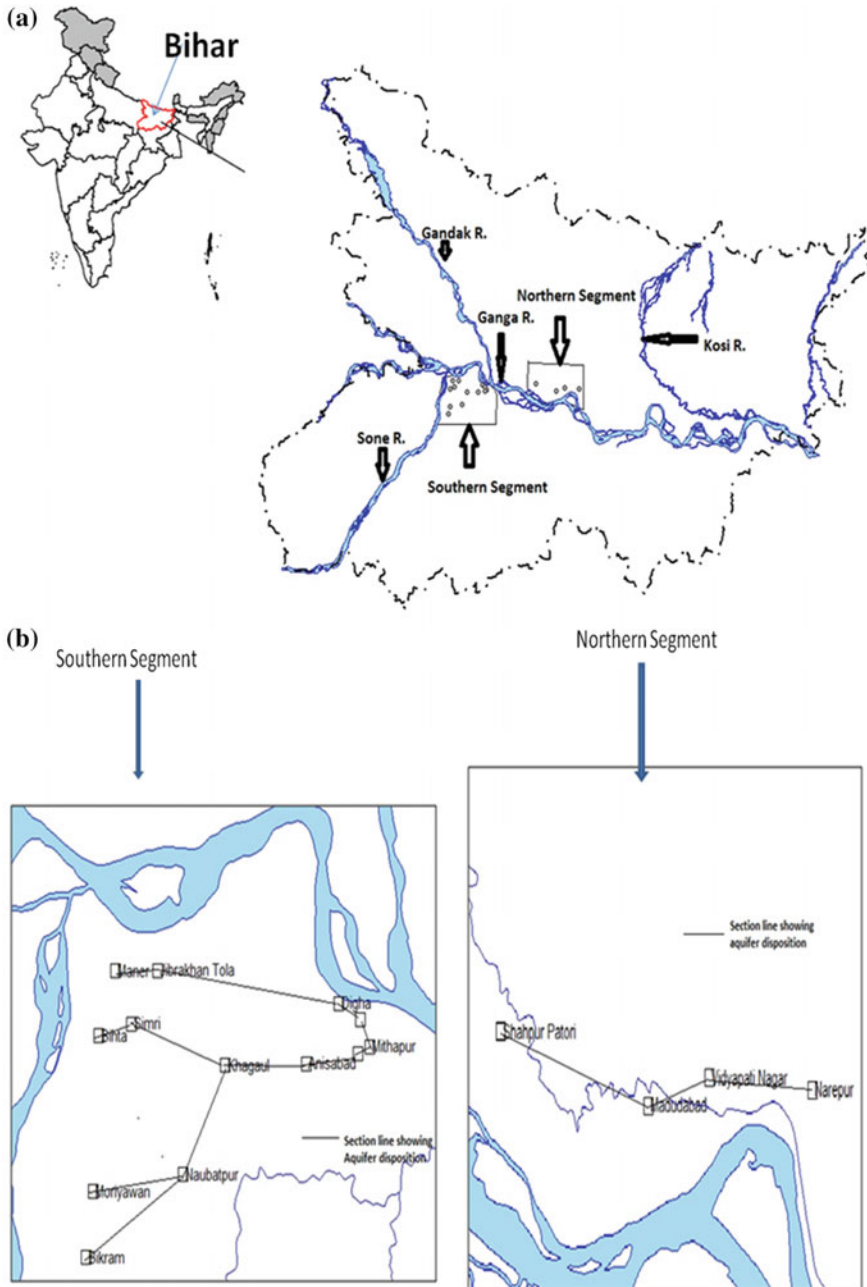 (a)
Bihar
Gandak R.
Northern Segment
Ganga R.
Kosi R.
Sone R.
Southern Segment
(b)
Southern Segment
Northern Segment
Section line showing
aquifer disposition
Maner
Ibrakhan Tola
Digha
Simri
Bihta
Mithapur
Khagaul
Anisabad
Shahpur Patori
Vidyapati Nagar
Narepur
Madudabad
Section line showing
Aquifer disposition
Naubatpur
Moriyawan
Bikram